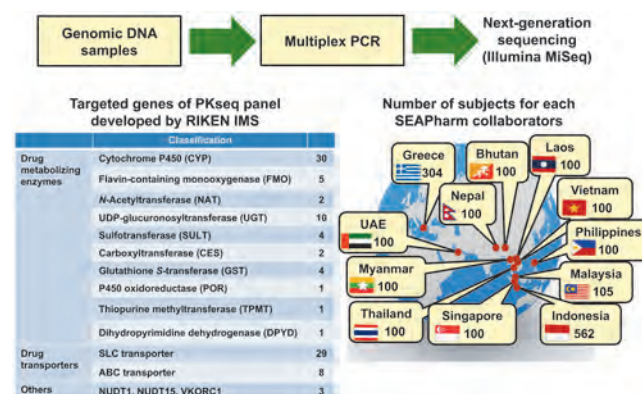 Genomic DNA
samples
Multiplex PCR
Next-generation
sequencing
(Illumina MiSeq)
Targeted genes of PKseq panel
developed by RIKEN IMS
Classification
Drug
metabolizing
enzymes
Cytochrome P450 (CYP) 30
Flavin-containing monooxygenase (FMO) 5
N-Acetyltransferase (NAT) 2
UDP-glucuronosyltransferase (UGT) 10
Sulfotransferase (SULT) 4
Carboxyltransferase (CES) 2
Glutathione S-transferase (GST) 4
P450 oxidoreductase (POR) 1
Thiopurine methyltransferase (TPMT) 1
Dihydropyrimidine dehydrogenase (DPYD) 1
Drug
transporters
SLC transporter 29
ABC transporter 8
Others NUDT1, NUDT15, VKORC1 3
Number of subjects for each
SEAPharm collaborators
Greece
304
Bhutan
100
Laos
100
Nepal
100
Vietnam
100
UAE
100
Philippines
100
Myanmar
100
Malaysia
105
Thailand
100
Singapore
100
Indonesia
562